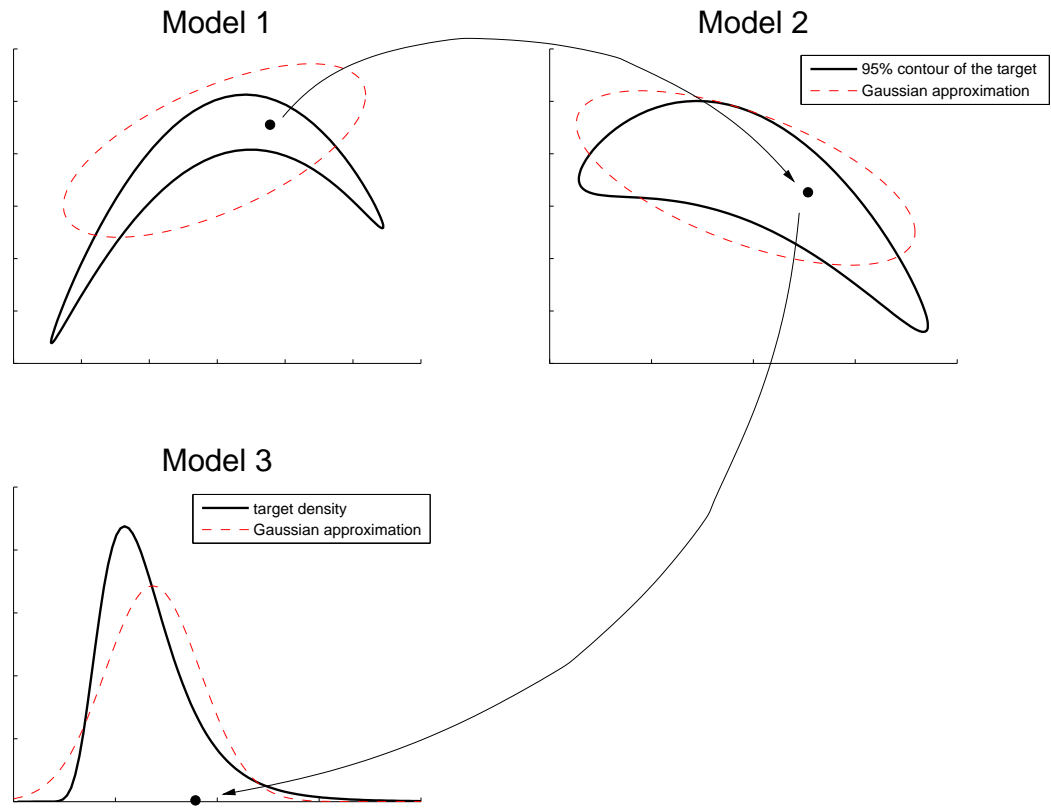 Model 1
Model 2
95% contour of the target
Gaussian approximation
Model 3
target density
Gaussian approximation